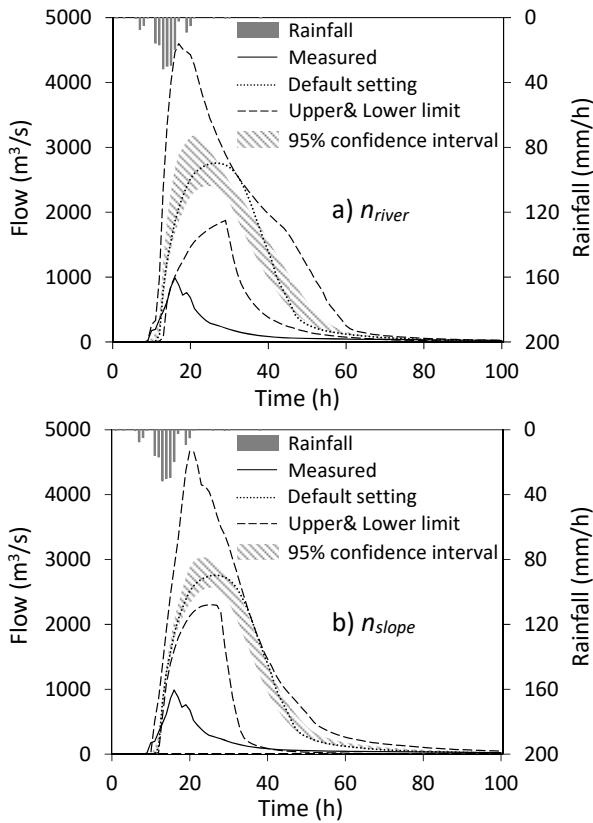 5000
4000
3000
2000
1000
0
Flow (m³/s)
Rainfall
Measured
Default setting
Upper& Lower limit
95% confidence interval
a) n_river
0
40
80
120
160
200
Rainfall (mm/h)
0 20 40 60 80 100
Time (h)
5000
4000
3000
2000
1000
0
Flow (m³/s)
Rainfall
Measured
Default setting
Upper& Lower limit
95% confidence interval
b) n_slope
0
40
80
120
160
200
Rainfall (mm/h)
0 20 40 60 80 100
Time (h)